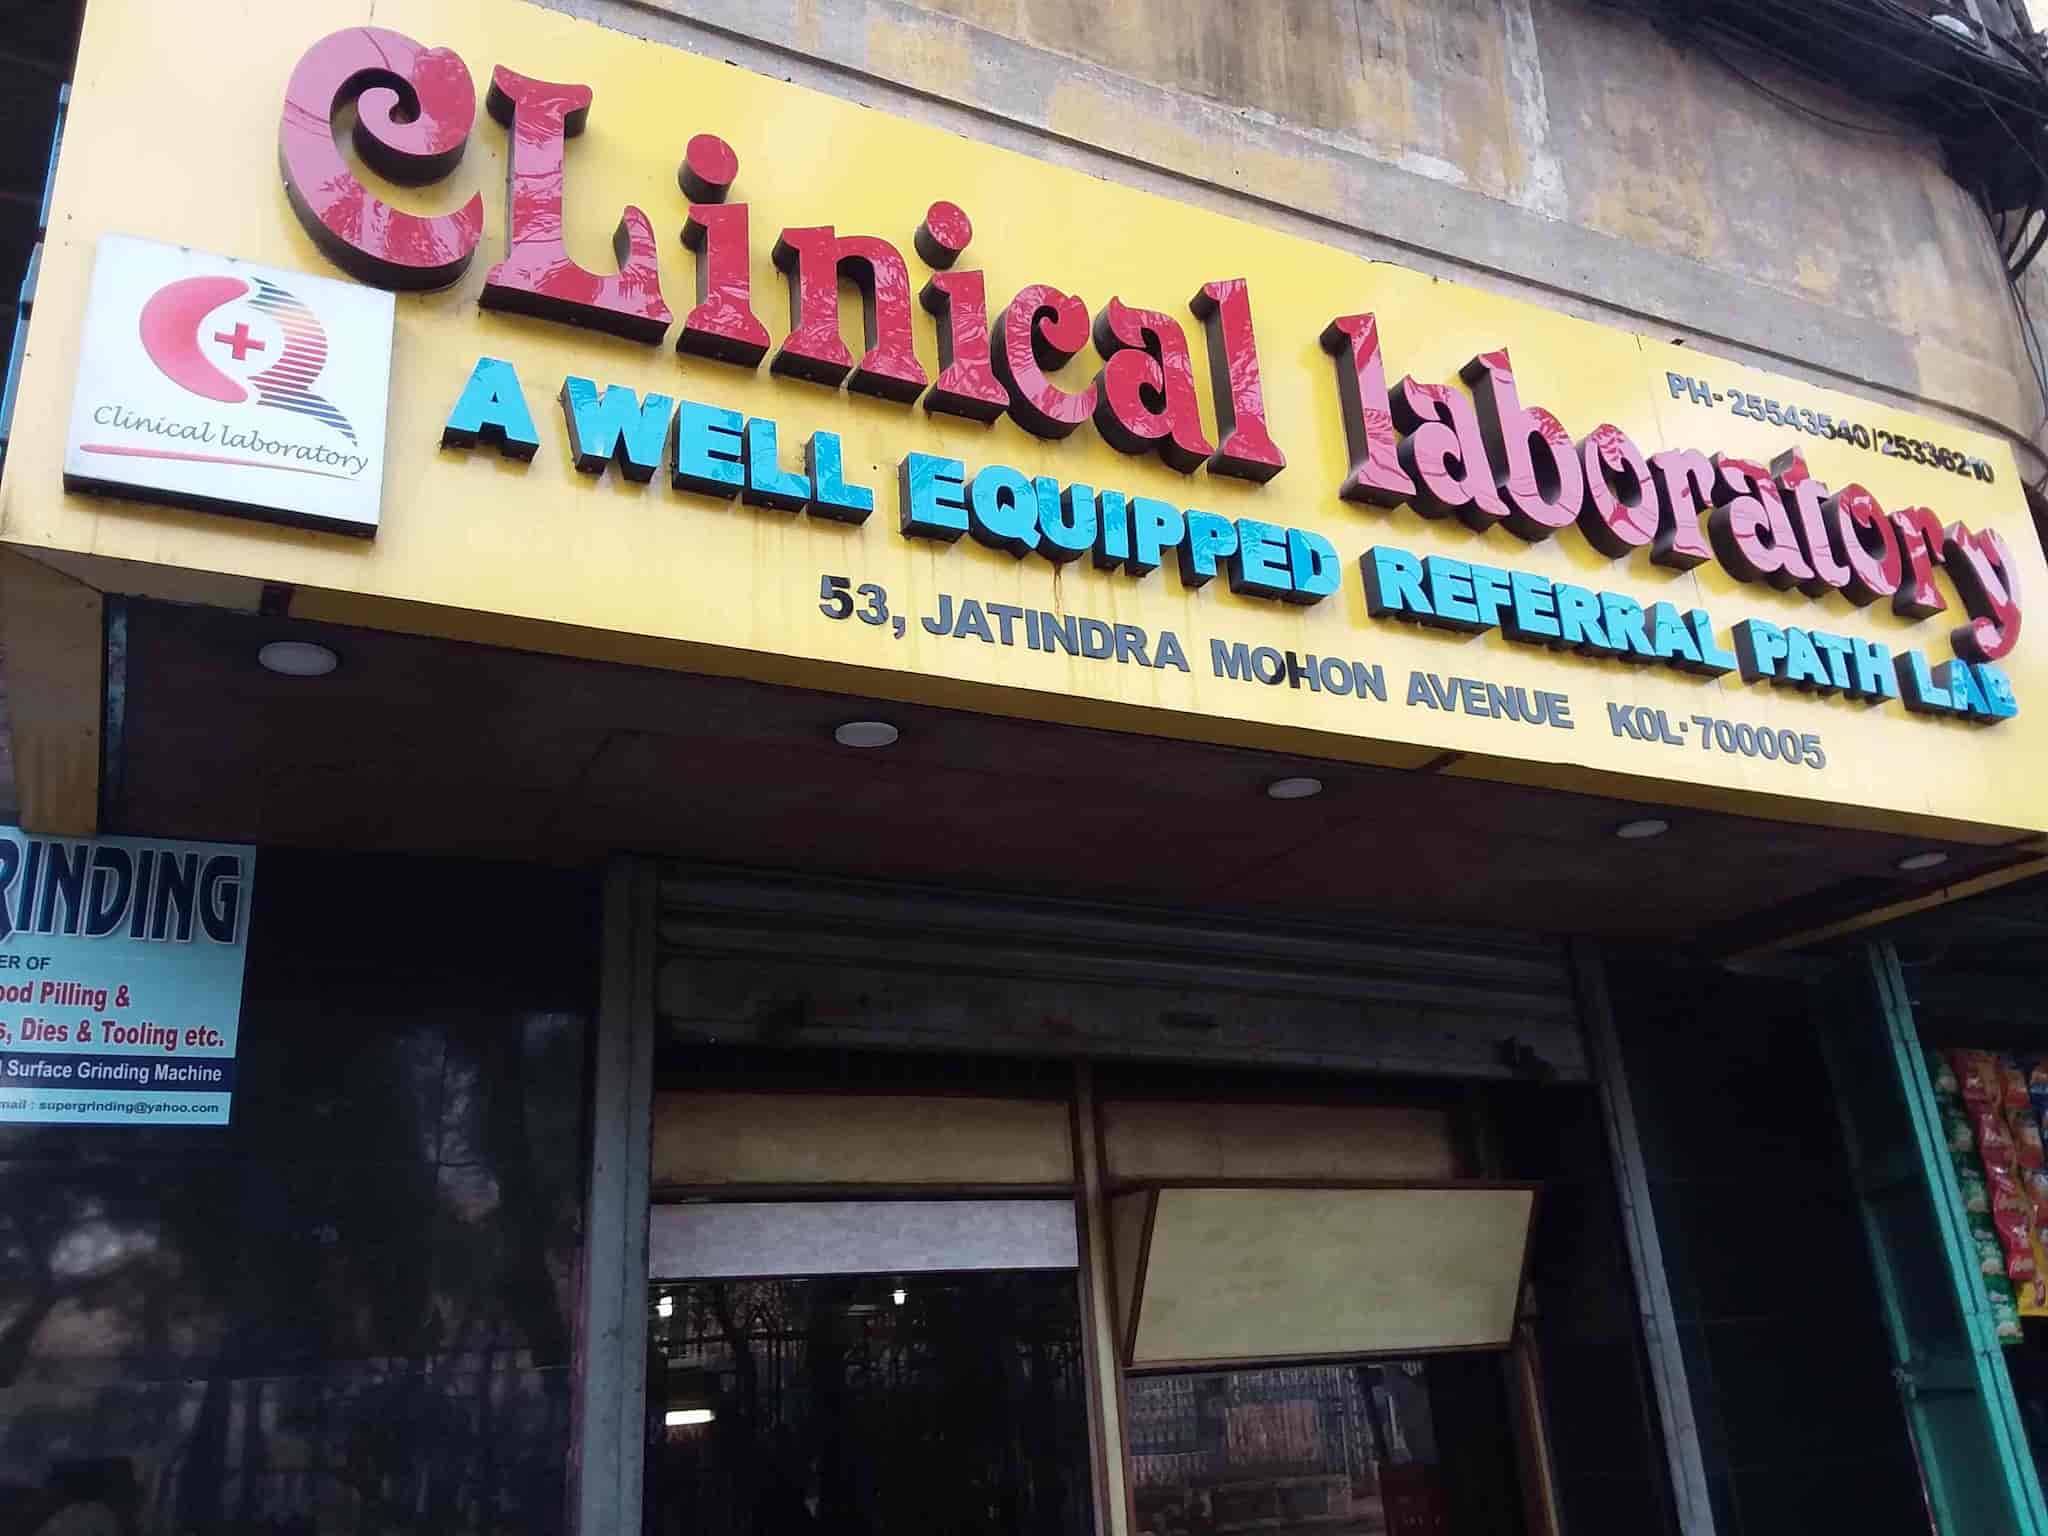 CLinical laboratory
PH- 25543540|25336210
A WELL EQUIPPED REFERRAL PATH LAB
53, JATINDRA MOHON AVENUE KOL-700005
Clinical laboratory
RINDING
ER OF
ood Pilling &
s, Dies & Tooling etc.
Surface Grinding Machine
mail : supergrinding@yahoo.com